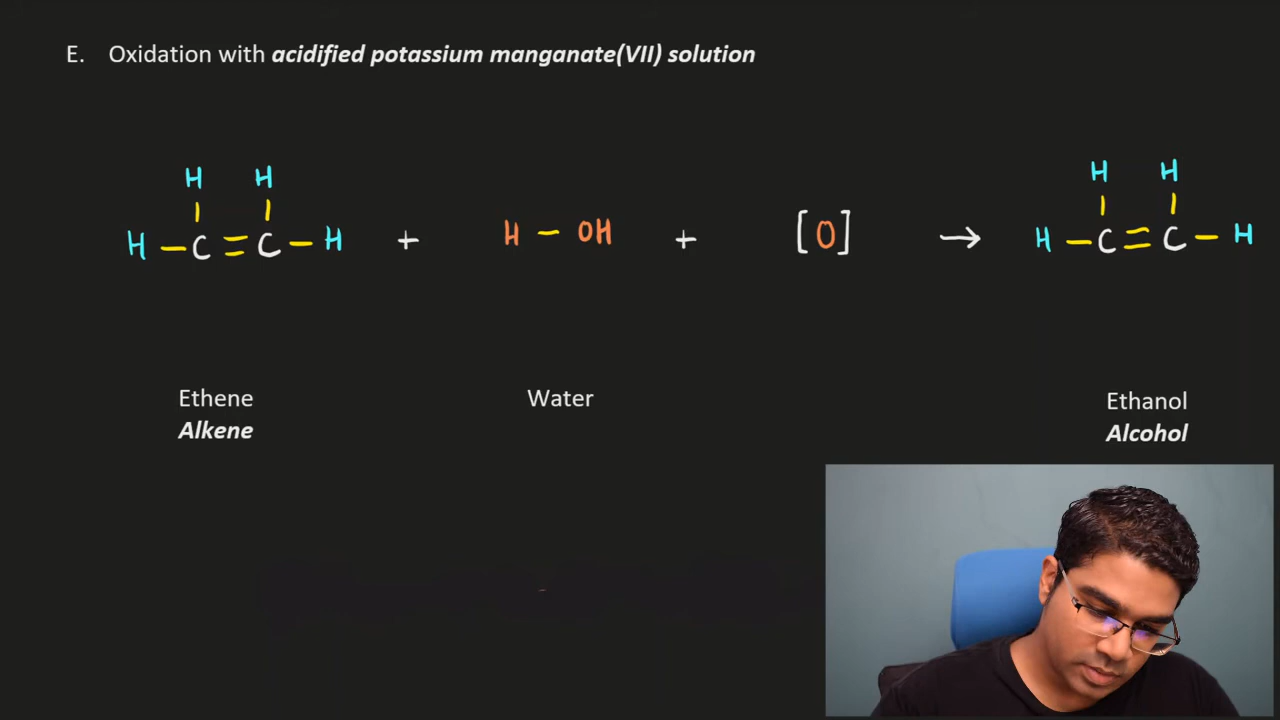 E. Oxidation with acidified potassium manganate(VII) solution
H H H H
H – C = C – H + H – OH + [O] → H – C = C – H
Ethene Water Ethanol
Alkene Alcohol